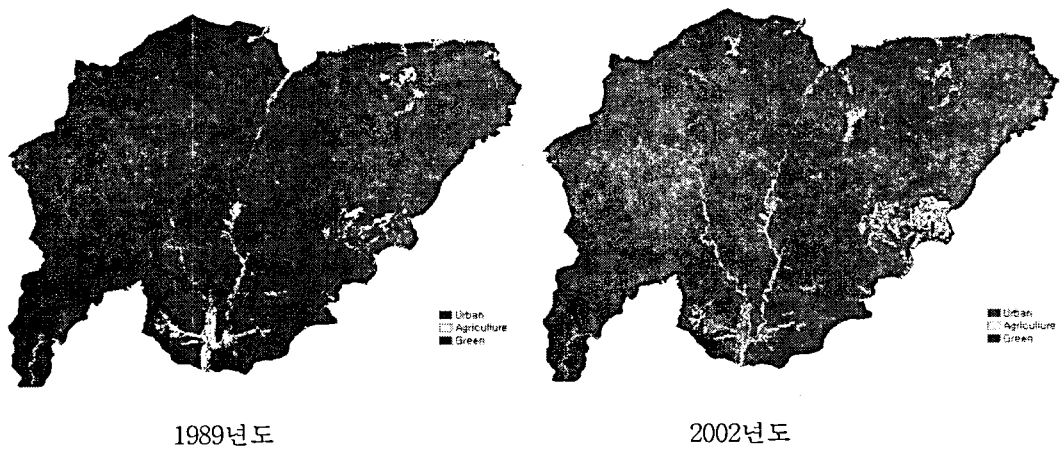 Urban
Agriculture
Green
Urban
Agriculture
Green
1989년도
2002년도